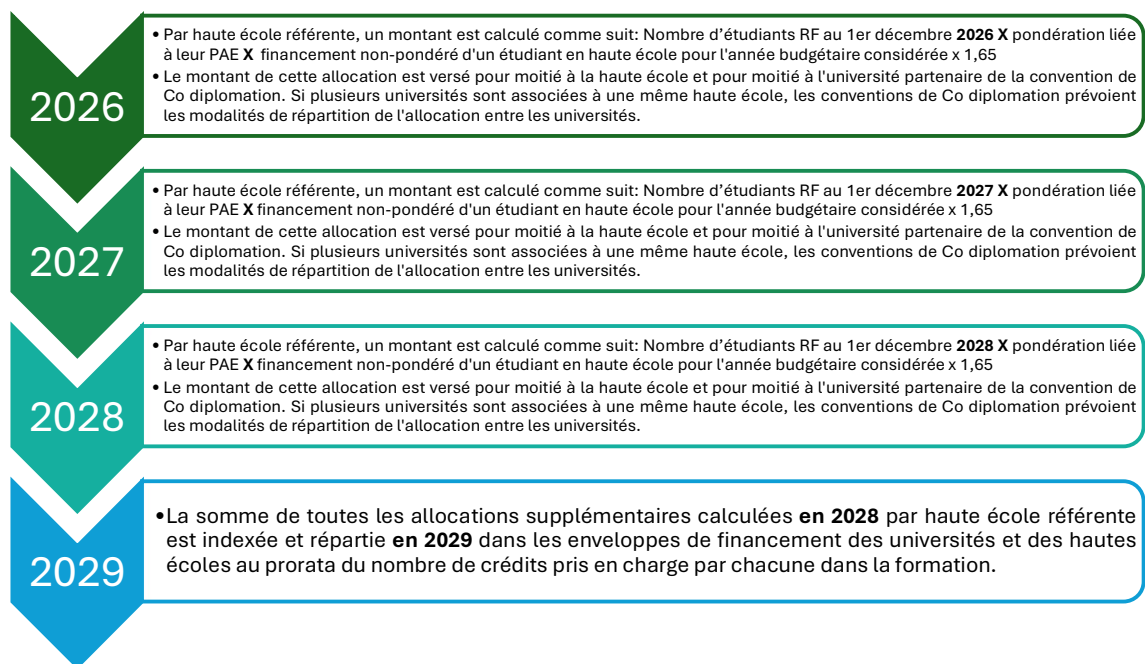 2026
• Par haute école référente, un montant est calculé comme suit: Nombre d'étudiants RF au 1er décembre 2026 X pondération liée
à leur PAE X financement non-pondéré d'un étudiant en haute école pour l'année budgétaire considérée x 1,65
• Le montant de cette allocation est versé pour moitié à la haute école et pour moitié à l'université partenaire de la convention de
Co diplomation. Si plusieurs universités sont associées à une même haute école, les conventions de Co diplomation prévoient
les modalités de répartition de l'allocation entre les universités.
2027
• Par haute école référente, un montant est calculé comme suit: Nombre d'étudiants RF au 1er décembre 2027 X pondération liée
à leur PAE X financement non-pondéré d'un étudiant en haute école pour l'année budgétaire considérée x 1,65
• Le montant de cette allocation est versé pour moitié à la haute école et pour moitié à l'université partenaire de la convention de
Co diplomation. Si plusieurs universités sont associées à une même haute école, les conventions de Co diplomation prévoient
les modalités de répartition de l'allocation entre les universités.
2028
• Par haute école référente, un montant est calculé comme suit: Nombre d'étudiants RF au 1er décembre 2028 X pondération liée
à leur PAE X financement non-pondéré d'un étudiant en haute école pour l'année budgétaire considérée x 1,65
• Le montant de cette allocation est versé pour moitié à la haute école et pour moitié à l'université partenaire de la convention de
Co diplomation. Si plusieurs universités sont associées à une même haute école, les conventions de Co diplomation prévoient
les modalités de répartition de l'allocation entre les universités.
2029
•La somme de toutes les allocations supplémentaires calculées en 2028 par haute école référente
est indexée et répartie en 2029 dans les enveloppes de financement des universités et des hautes
écoles au prorata du nombre de crédits pris en charge par chacune dans la formation.